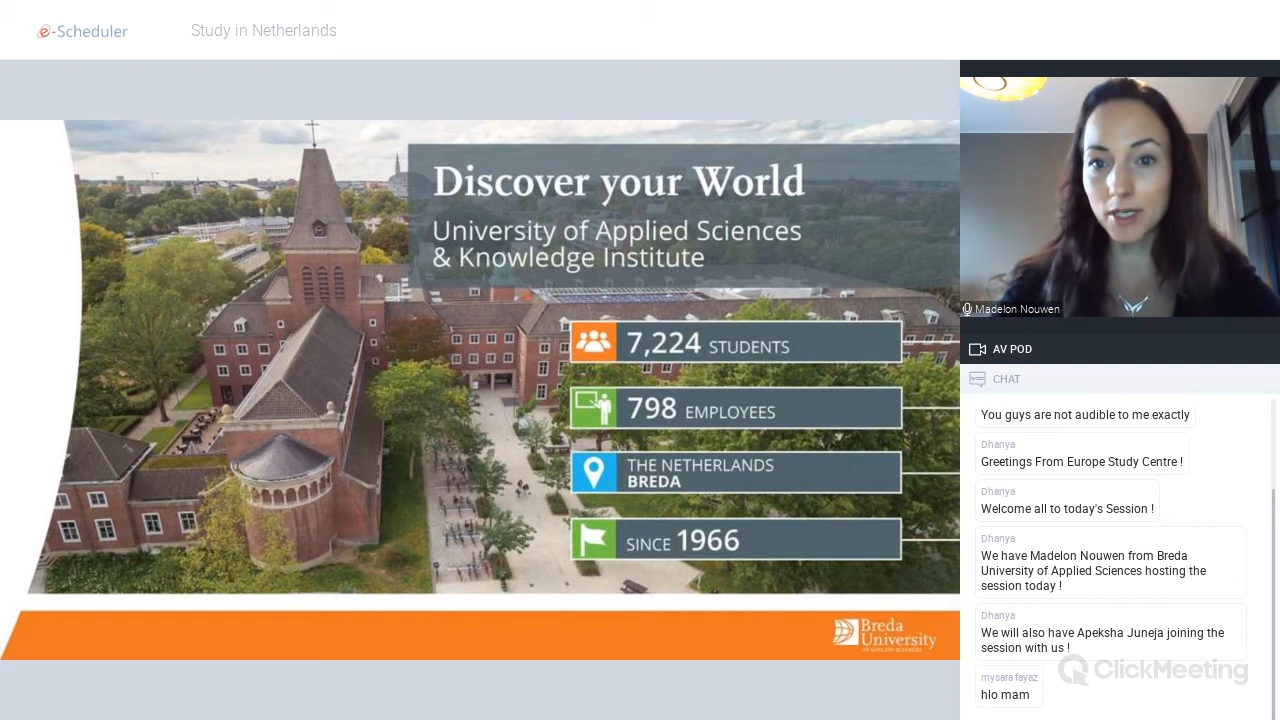 e-Scheduler
Study in Netherlands
Discover your World
University of Applied Sciences
& Knowledge Institute
7,224 STUDENTS
798 EMPLOYEES
THE NETHERLANDS
BREDA
SINCE 1966
Breda
University
OF APPLIED SCIENCES
Madelon Nouwen
AV POD
CHAT
You guys are not audible to me exactly
Dhanya
Greetings From Europe Study Centre !
Dhanya
Welcome all to today's Session !
Dhanya
We have Madelon Nouwen from Breda
University of Applied Sciences hosting the
session today !
Dhanya
We will also have Apeksha Juneja joining the
session with us !
mysara fayaz
hlo mam
ClickMeeting